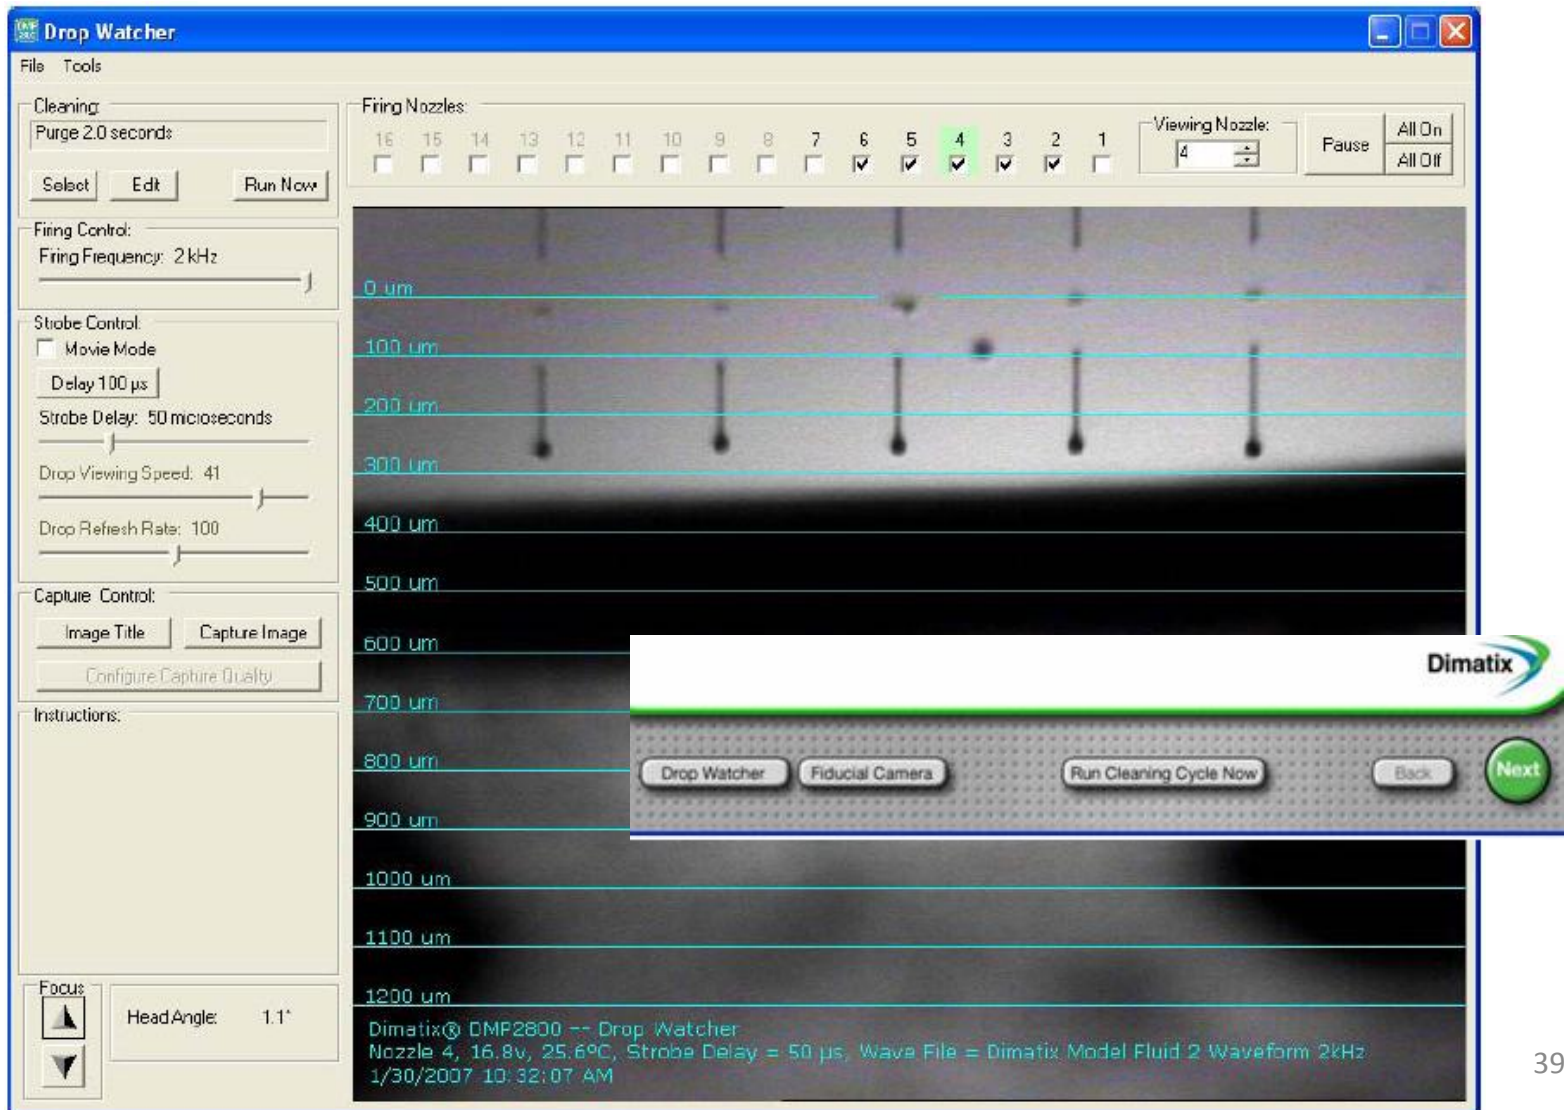 Drop Watcher
File Tools
Cleaning:
Purge 2.0 seconds
Select Edit Run Now
Firing Control:
Firing Frequency: 2 kHz
Strobe Control:
Movie Mode
Delay 100 µs
Strobe Delay: 50 microseconds
Drop Viewing Speed: 41
Drop Refresh Rate: 100
Capture Control:
Image Title Capture Image
Configure Capture Quality
Instructions:
Focus
Head Angle: 1.1°
Firing Nozzles:
16 15 14 13 12 11 10 9 8 7 6 5 4 3 2 1
Viewing Nozzle:
4
Pause
All On
All Off
0 um
100 um
200 um
300 um
400 um
500 um
600 um
700 um
800 um
900 um
1000 um
1100 um
1200 um
Dimatix® DMP2800 -- Drop Watcher
Nozzle 4, 16.8v, 25.6ºC, Strobe Delay = 50 µs, Wave File = Dimatix Model Fluid 2 Waveform 2kHz
1/30/2007 10:32:07 AM
Dimatix
Drop Watcher Fiducial Camera Run Cleaning Cycle Now Back Next
39